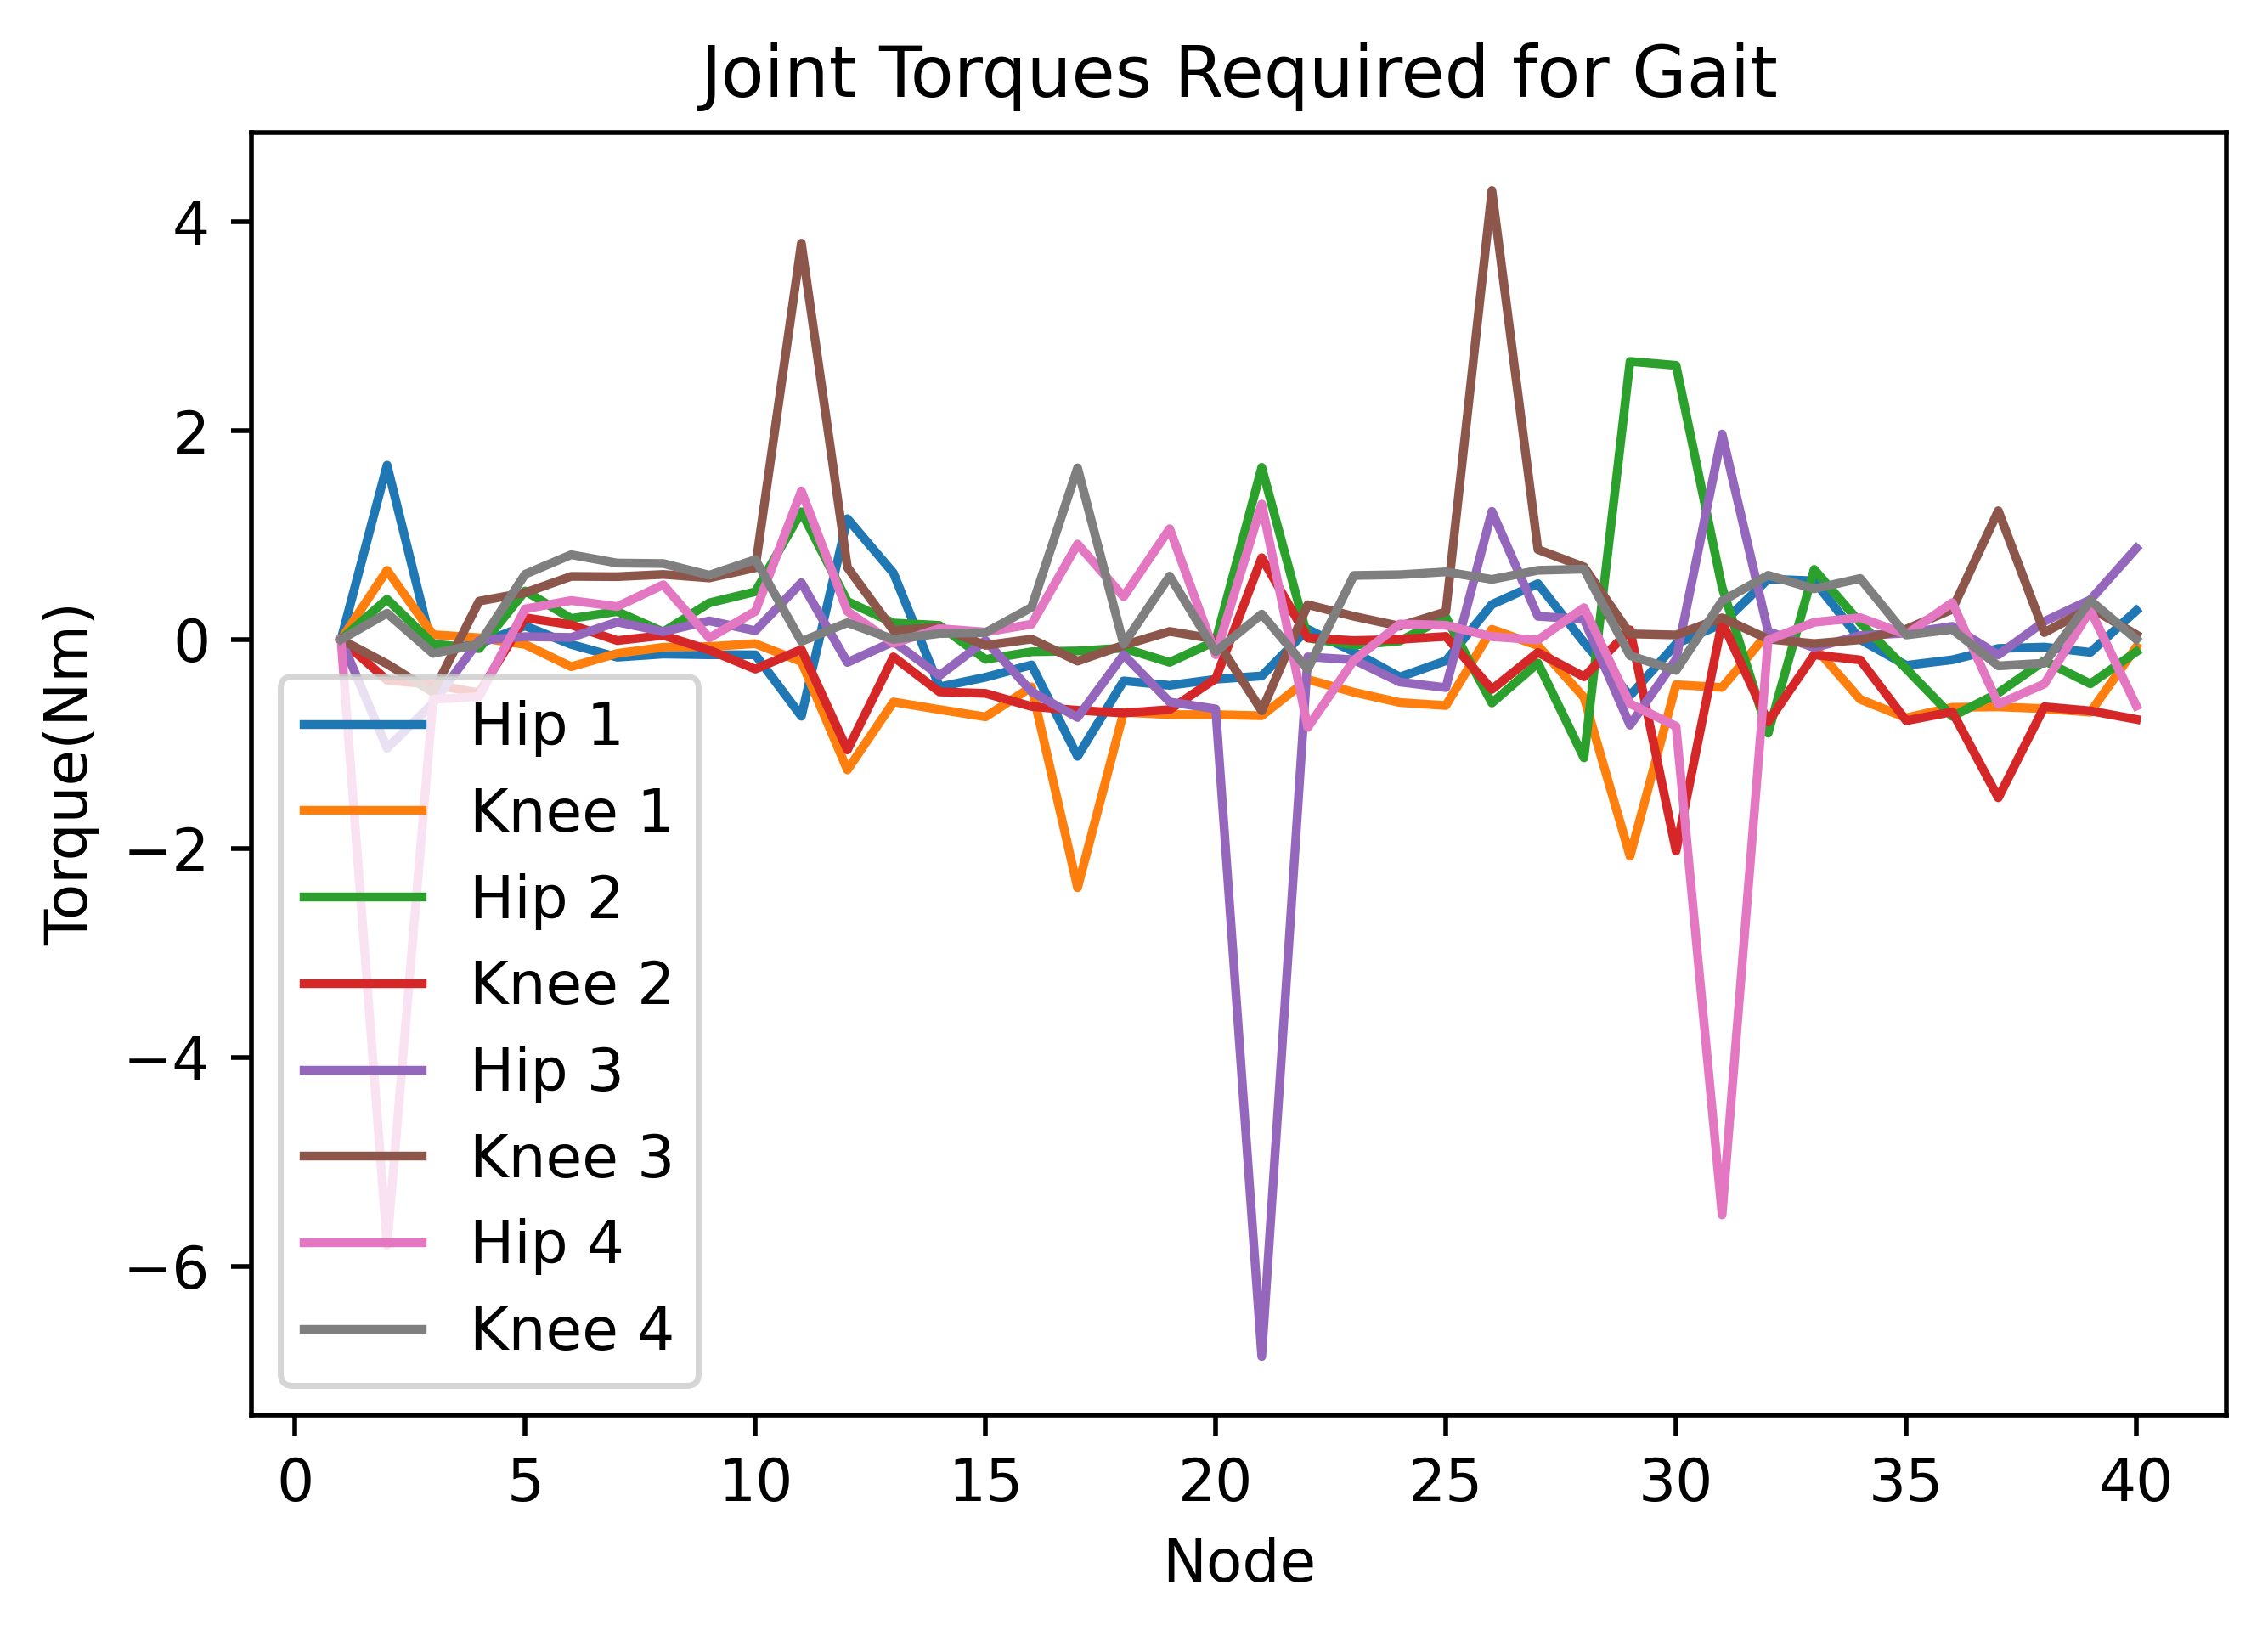 Joint Torques Required for Gait
Torque(Nm)
4
2
0
−2
−4
−6
Hip 1
Knee 1
Hip 2
Knee 2
Hip 3
Knee 3
Hip 4
Knee 4
0 5 10 15 20 25 30 35 40
Node